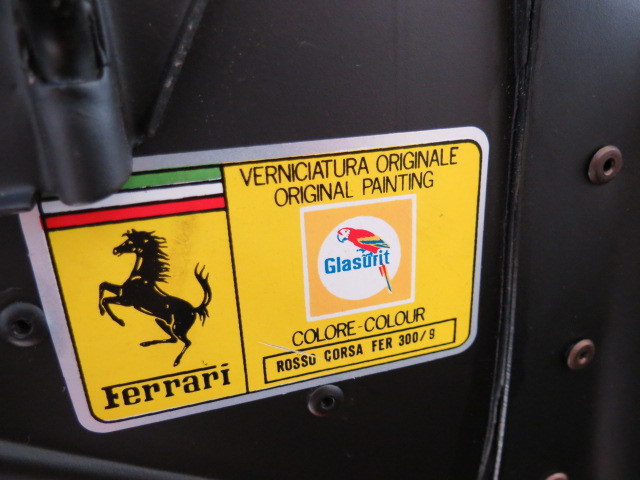 VERNICIATURA ORIGINALE
ORIGINAL PAINTING
Glasurit
COLORE-COLOUR
ROSSO CORSA FER 300/9
Ferrari